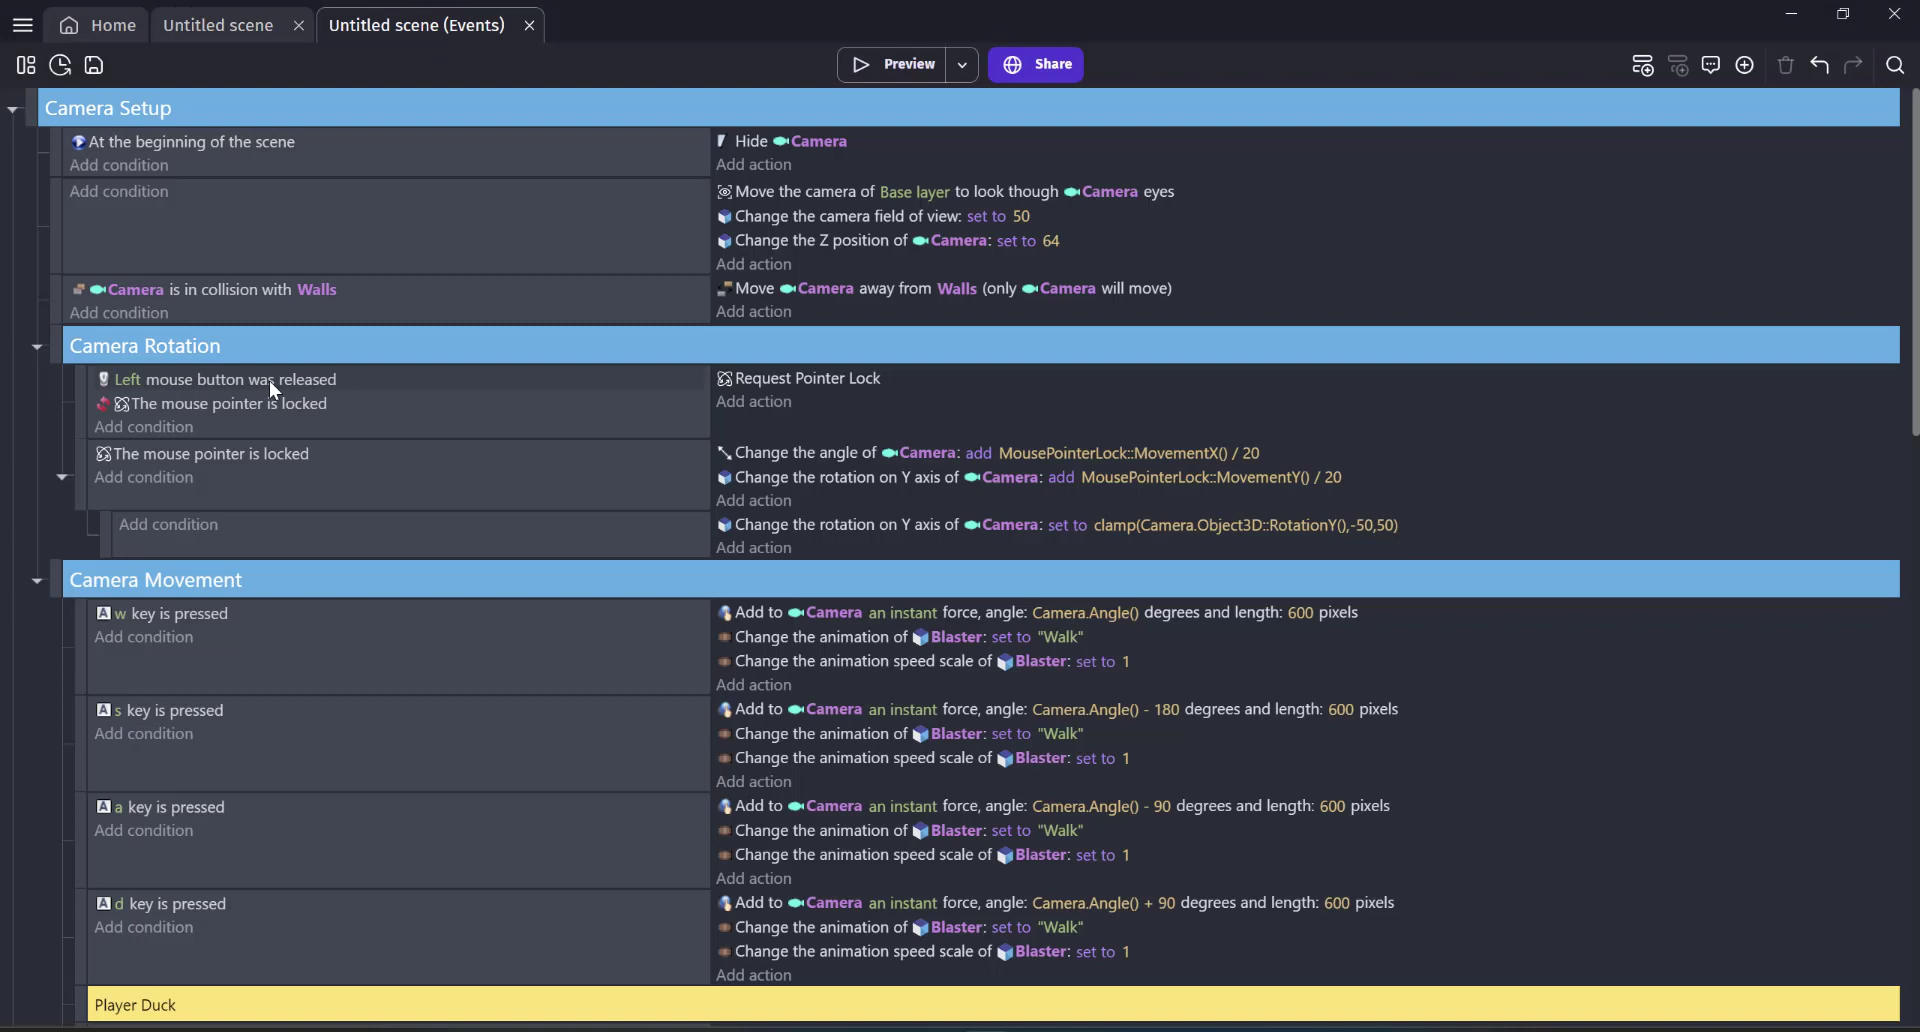 Home
Untitled scene
Untitled scene (Events)
Preview
Share
Camera Setup
At the beginning of the scene
Add condition
Hide Camera
Add action
Add condition
Move the camera of Base layer to look though Camera eyes
Change the camera field of view: set to 50
Change the Z position of Camera: set to 64
Add action
Camera is in collision with Walls
Add condition
Move Camera away from Walls (only Camera will move)
Add action
Camera Rotation
Left mouse button was released
The mouse pointer is locked
Add condition
Request Pointer Lock
Add action
The mouse pointer is locked
Add condition
Change the angle of Camera: add MousePointerLock::MovementX() / 20
Change the rotation on Y axis of Camera: add MousePointerLock::MovementY() / 20
Add action
Add condition
Change the rotation on Y axis of Camera: set to clamp(Camera.Object3D::RotationY(),-50,50)
Add action
Camera Movement
A w key is pressed
Add condition
Add to Camera an instant force, angle: Camera.Angle() degrees and length: 600 pixels
Change the animation of Blaster: set to "Walk"
Change the animation speed scale of Blaster: set to 1
Add action
A s key is pressed
Add condition
Add to Camera an instant force, angle: Camera.Angle() - 180 degrees and length: 600 pixels
Change the animation of Blaster: set to "Walk"
Change the animation speed scale of Blaster: set to 1
Add action
A a key is pressed
Add condition
Add to Camera an instant force, angle: Camera.Angle() - 90 degrees and length: 600 pixels
Change the animation of Blaster: set to "Walk"
Change the animation speed scale of Blaster: set to 1
Add action
A d key is pressed
Add condition
Add to Camera an instant force, angle: Camera.Angle() + 90 degrees and length: 600 pixels
Change the animation of Blaster: set to "Walk"
Change the animation speed scale of Blaster: set to 1
Add action
Player Duck